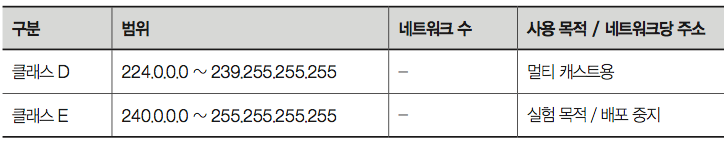 구분 범위 네트워크 수 사용 목적 / 네트워크당 주소
클래스 D 224.0.0.0 ~ 239.255.255.255 – 멀티 캐스트용
클래스 E 240.0.0.0 ~ 255.255.255.255 – 실험 목적 / 배포 중지